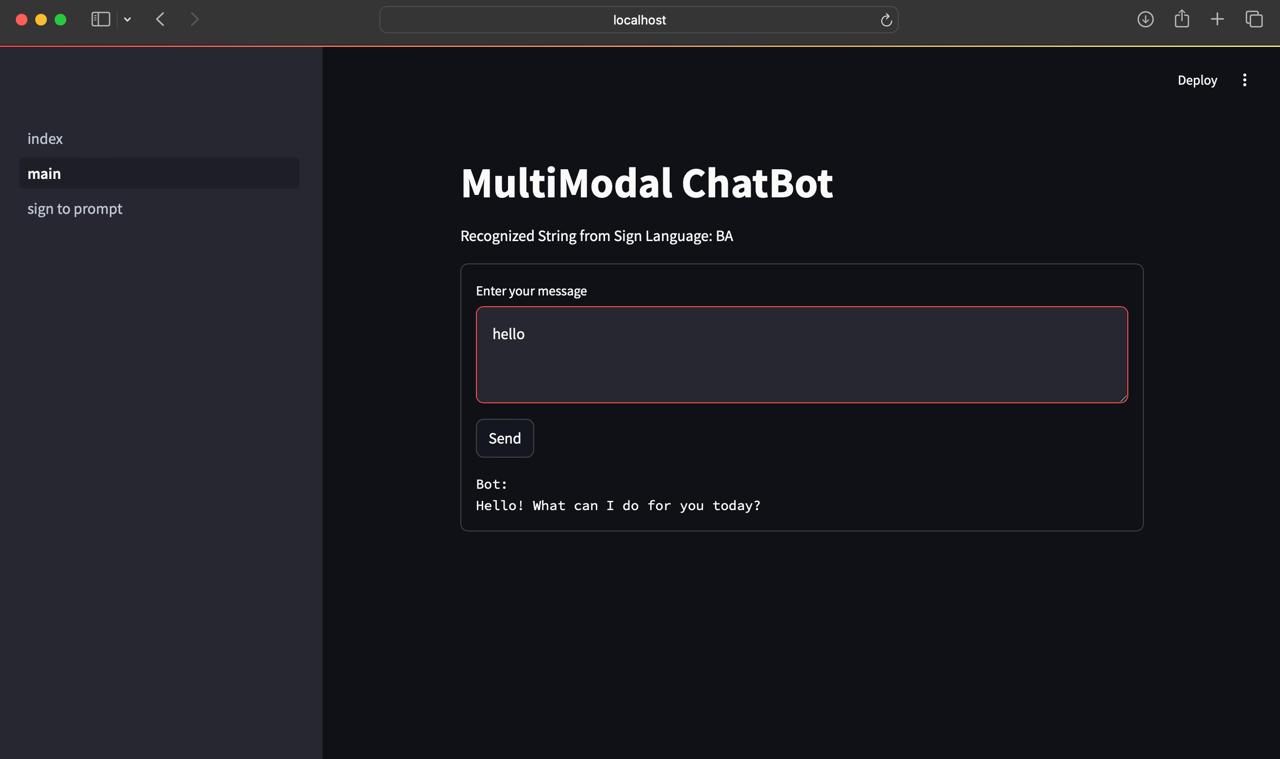 localhost
Deploy
index
main
sign to prompt
MultiModal ChatBot
Recognized String from Sign Language: BA
Enter your message
hello
Send
Bot:
Hello! What can I do for you today?